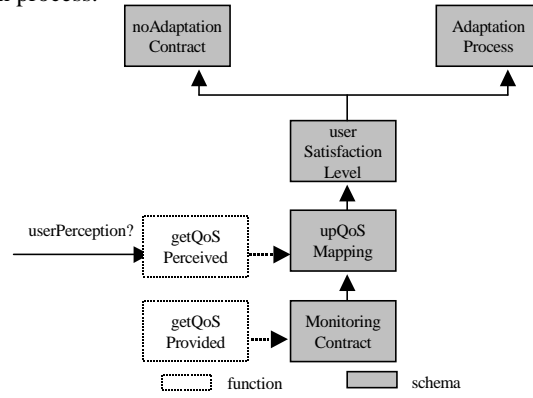 process.
noAdaptation
Contract
Adaptation
Process
user
Satisfaction
Level
userPerception?
getQoS
Perceived
upQoS
Mapping
getQoS
Provided
Monitoring
Contract
function
schema